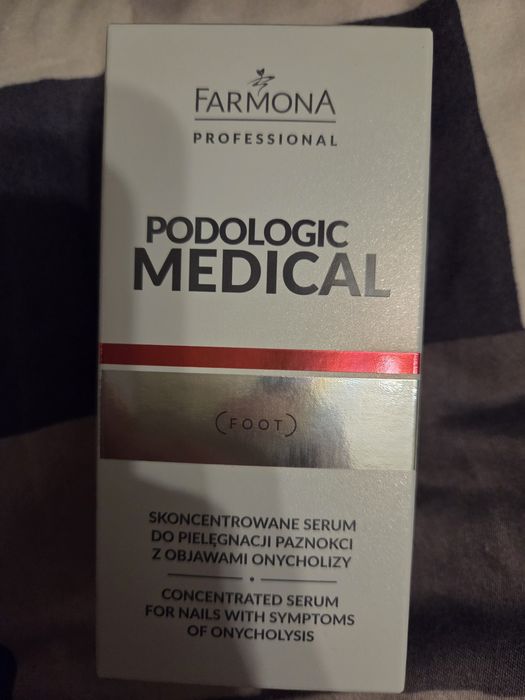 FARMONA
PROFESSIONAL
PODOLOGIC
MEDICAL
(FOOT)
SKONCENTROWANE SERUM
DO PIELĘGNACJI PAZNOKCI
Z OBJAWAMI ONYCHOLIZY
CONCENTRATED SERUM
FOR NAILS WITH SYMPTOMS
OF ONYCHOLYSIS